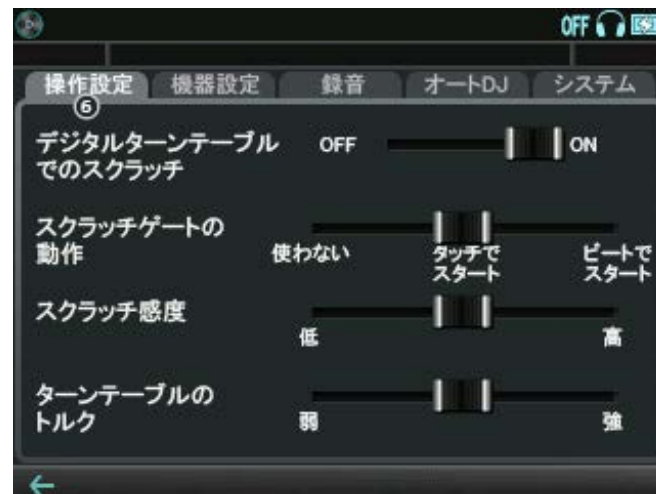 OFF
操作設定 機器設定 録音 オートDJ システム
⑥
デジタルターンテーブル OFF ON
でのスクラッチ
スクラッチゲートの
動作 使わない タッチで ビートで
スタート スタート
スクラッチ感度
低 高
ターンテーブルの
トルク 弱 強